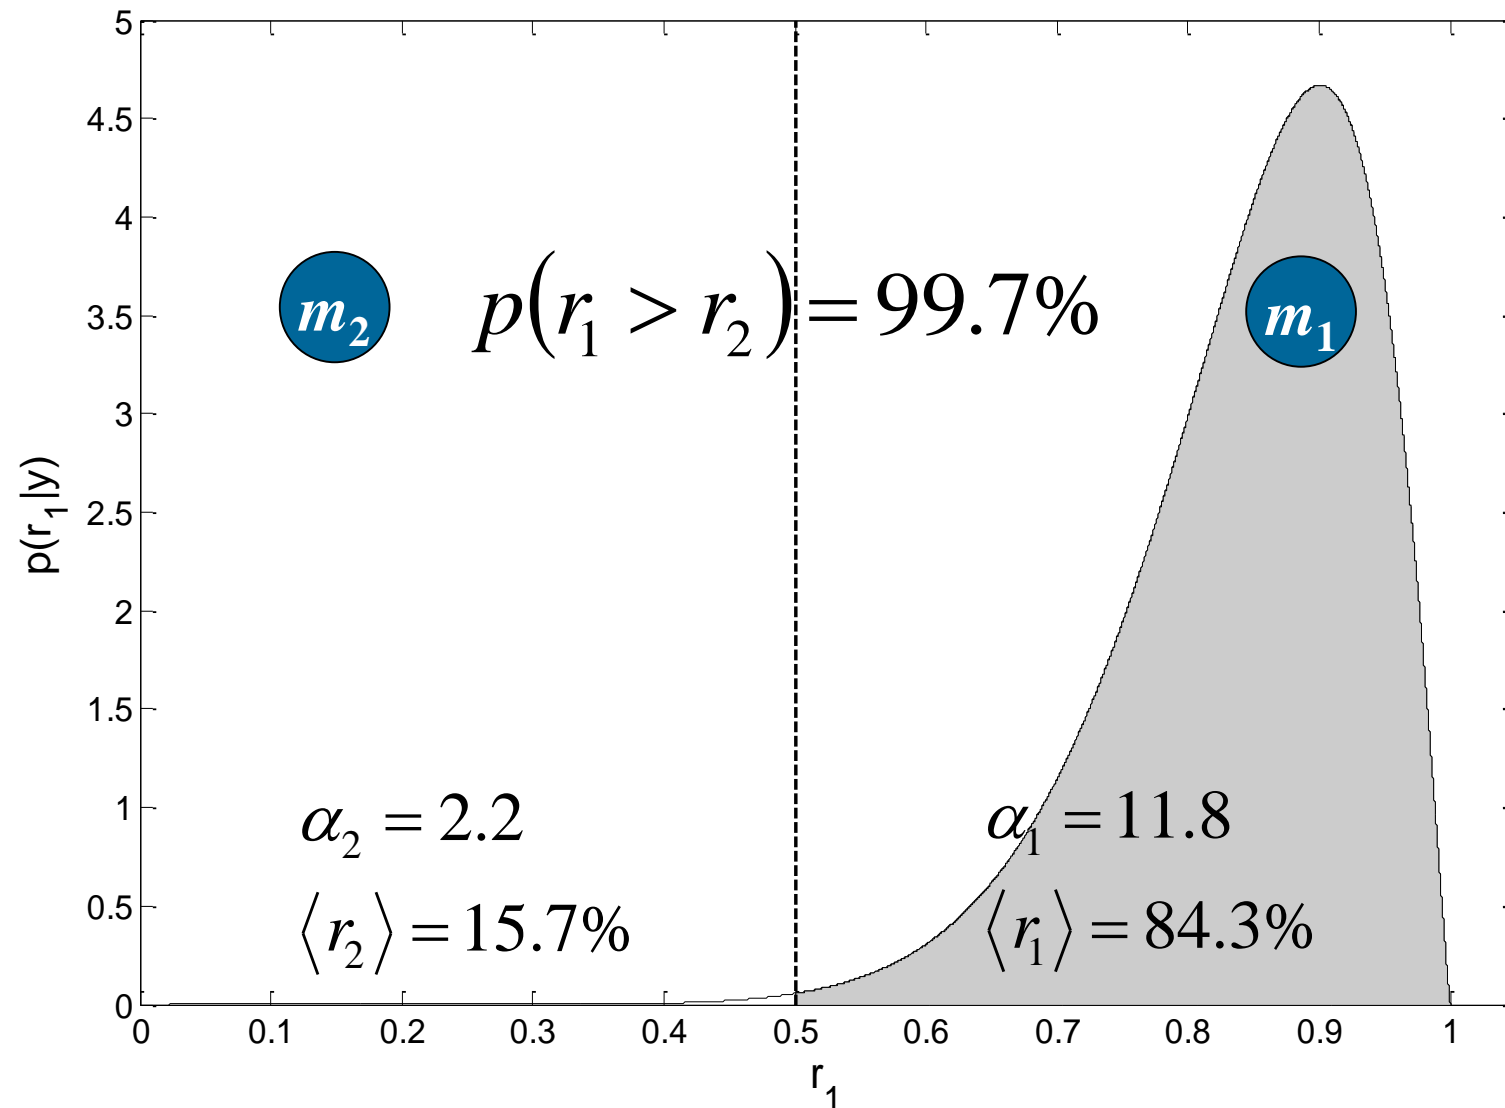 5
4.5
4
3.5
3
2.5
2
1.5
1
0.5
0
p(r₁|y)
m₂
p(r₁ > r₂) = 99.7%
m₁
α₂ = 2.2
α₁ = 11.8
⟨r₂⟩ = 15.7%
⟨r₁⟩ = 84.3%
0 0.1 0.2 0.3 0.4 0.5 0.6 0.7 0.8 0.9 1
r₁